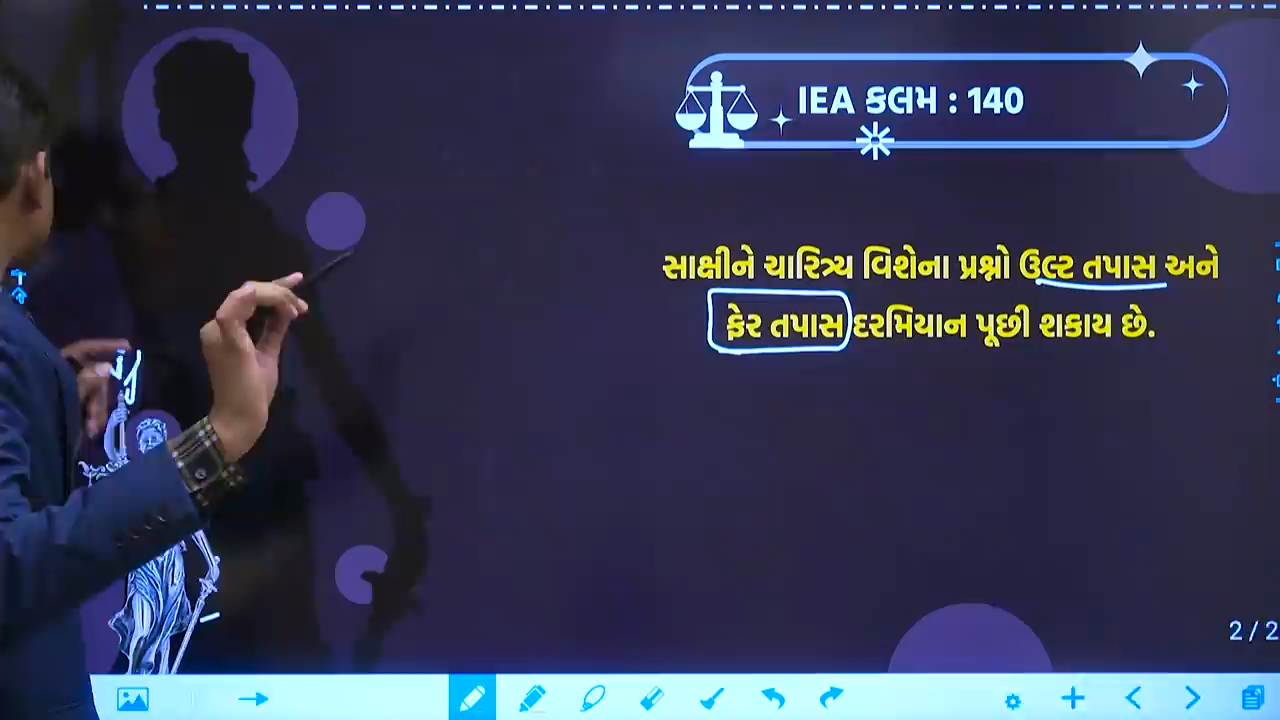 IEA કલમ : 140
સાક્ષીને ચારિત્ર્ય વિશેના પ્રશ્નો ઉલ્ટ તપાસ અને
ફેર તપાસ દરમિયાન પૂછી શકાય છે.
2 / 2